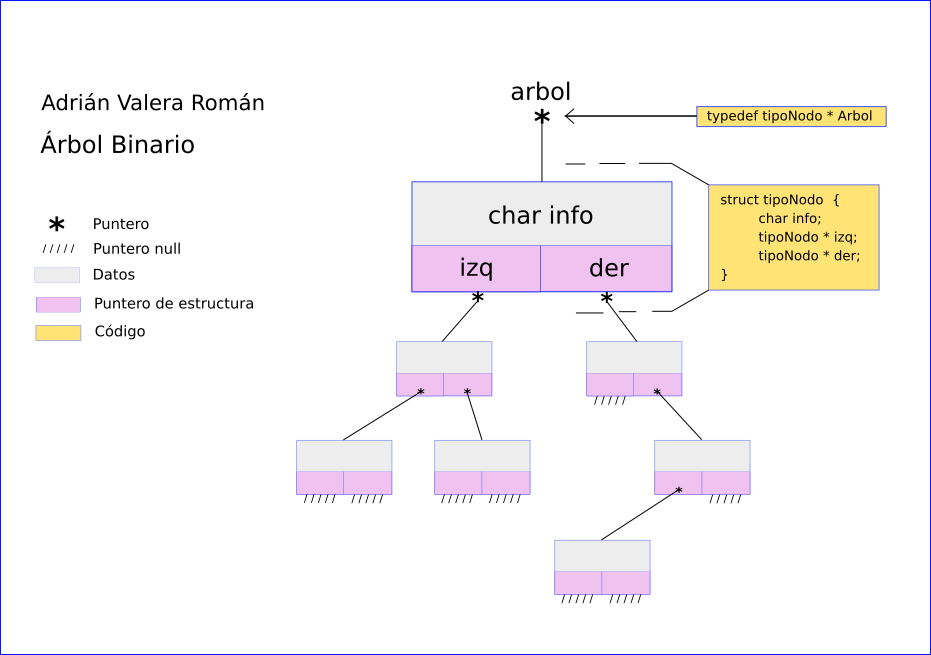 Adrián Valera Román
Árbol Binario
* Puntero
///// Puntero null
Datos
Puntero de estructura
Código
arbol
*
typedef tipoNodo * Arbol
char info
izq der
* *
struct tipoNodo {
char info;
tipoNodo * izq;
tipoNodo * der;
}